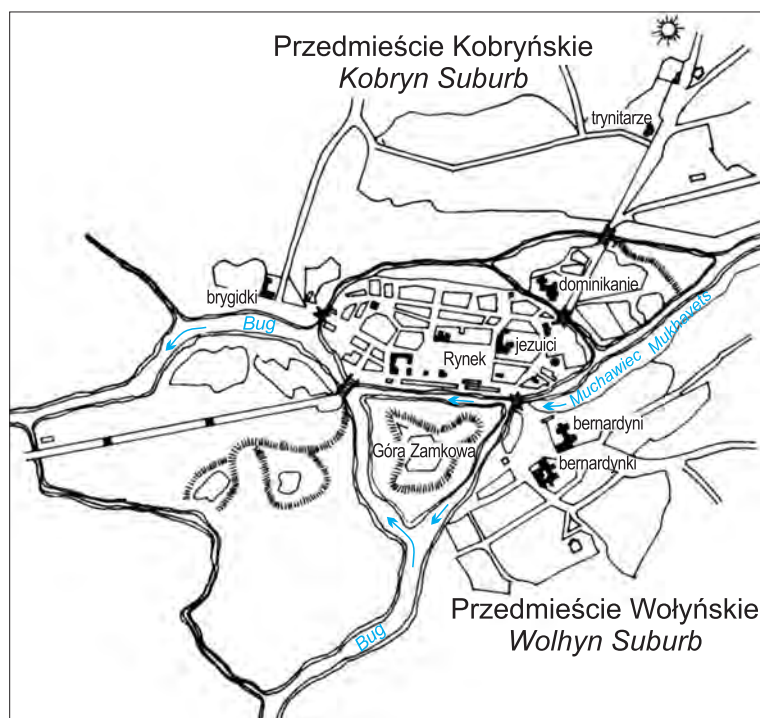 Przedmieście Kobryńskie
Kobryn Suburb
trynitarze
brygidki
dominikanie
Bug
Muchawiec Mukhavets
jezuici
Rynek
bernardyni
Góra Zamkowa
bernardynki
Przedmieście Wołyńskie
Wolhyn Suburb
Bug